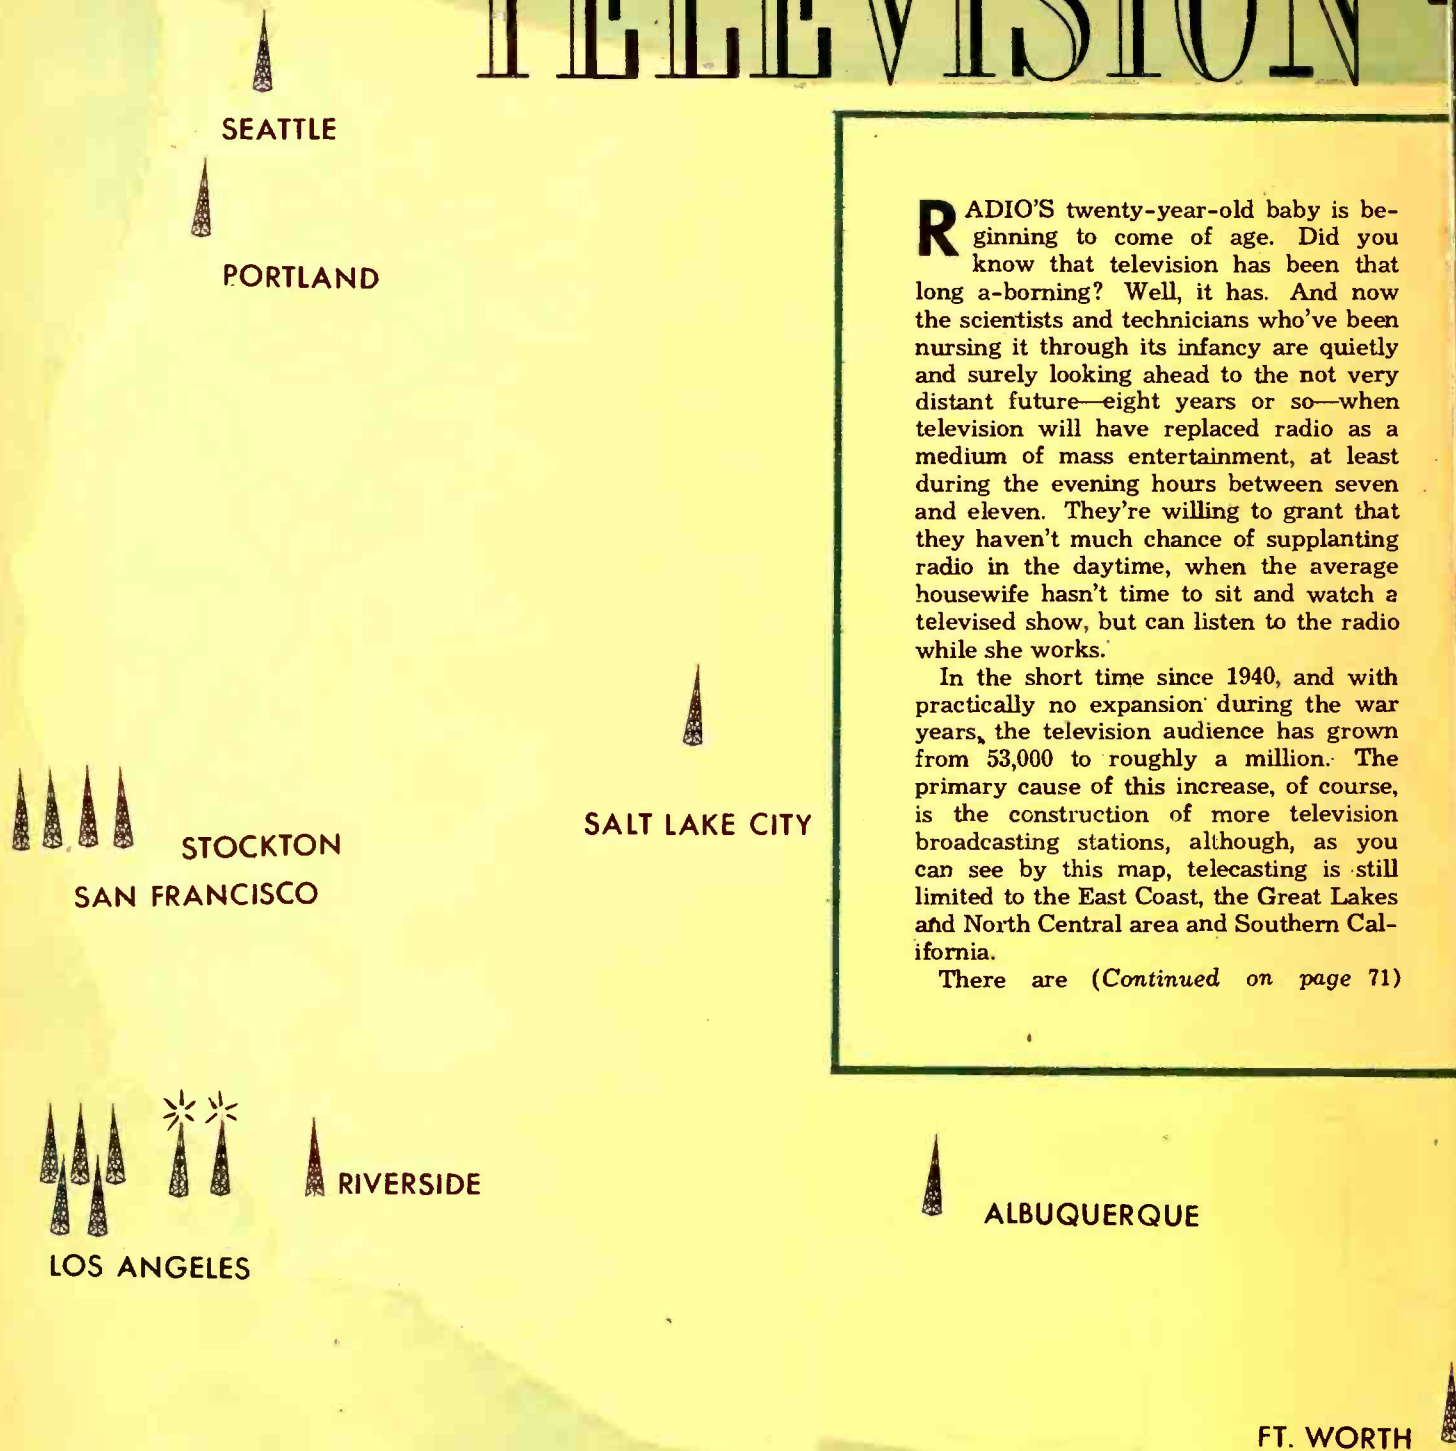 TELEVISION
SEATTLE
PORTLAND
RADIO'S twenty-year-old baby is be-
ginning to come of age. Did you
know that television has been that
long a-borning? Well, it has. And now
the scientists and technicians who've been
nursing it through its infancy are quietly
and surely looking ahead to the not very
distant future—eight years or so—when
television will have replaced radio as a
medium of mass entertainment, at least
during the evening hours between seven
and eleven. They're willing to grant that
they haven't much chance of supplanting
radio in the daytime, when the average
housewife hasn't time to sit and watch a
televised show, but can listen to the radio
while she works.
In the short time since 1940, and with
practically no expansion during the war
years, the television audience has grown
from 53,000 to roughly a million. The
primary cause of this increase, of course,
is the construction of more television
broadcasting stations, although, as you
can see by this map, telecasting is still
limited to the East Coast, the Great Lakes
and North Central area and Southern Cal-
ifornia.
There are (Continued on page 71)
SALT LAKE CITY
STOCKTON
SAN FRANCISCO
RIVERSIDE
LOS ANGELES
ALBUQUERQUE
FT. WORTH